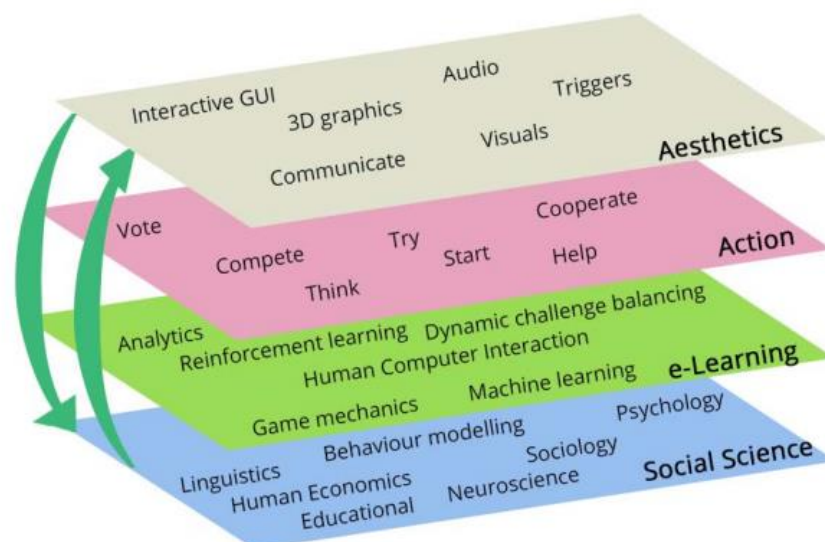 Interactive GUI
Audio
3D graphics
Triggers
Communicate
Visuals
Aesthetics
Vote
Compete
Try
Cooperate
Think
Start
Help
Action
Analytics
Reinforcement learning
Dynamic challenge balancing
Human Computer Interaction
Game mechanics
Machine learning
e-Learning
Linguistics
Behaviour modelling
Psychology
Human Economics
Sociology
Educational
Neuroscience
Social Science